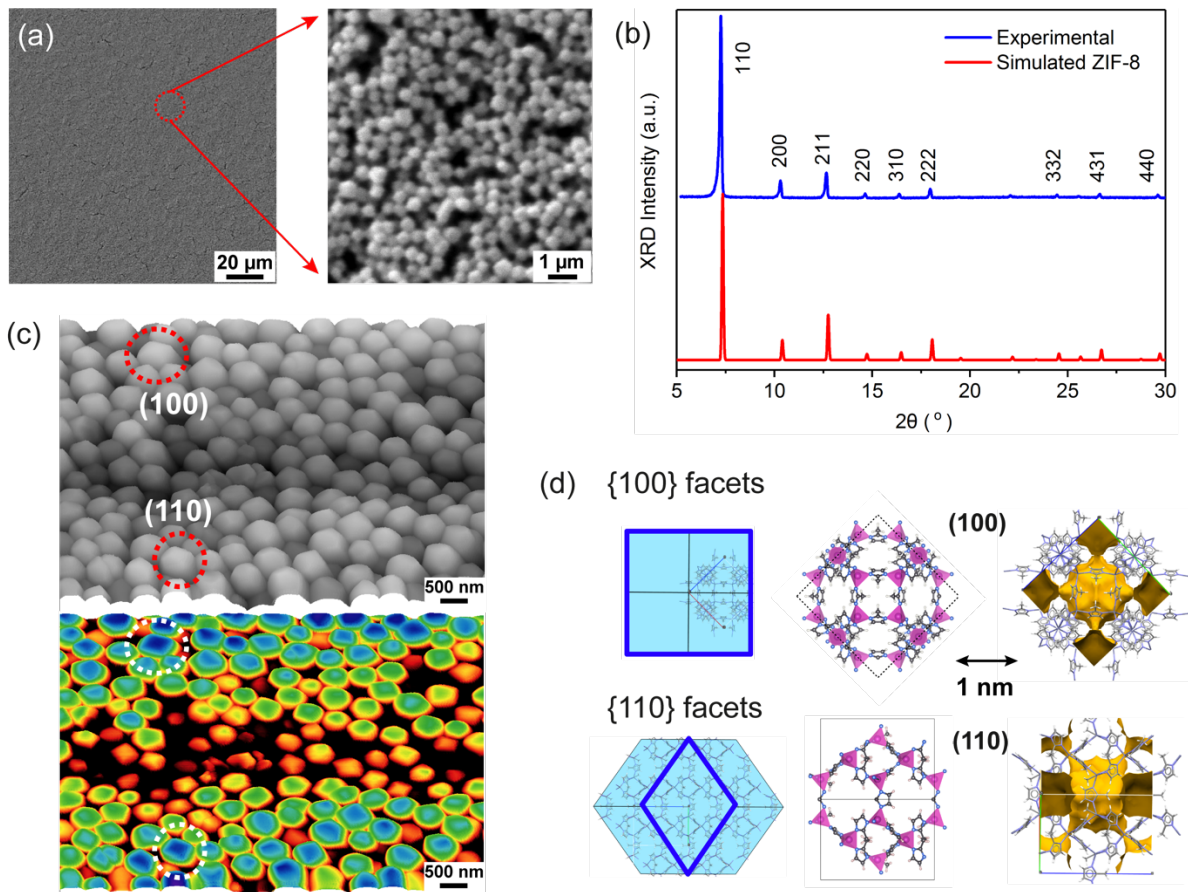 (a)
20 µm
1 µm
(b)
Experimental
Simulated ZIF-8
110
200
211
220
310
222
332
431
440
XRD Intensity (a.u.)
5
10
15
20
25
30
2θ ( ° )
(c)
(100)
(110)
500 nm
500 nm
(d)
{100} facets
(100)
1 nm
{110} facets
(110)